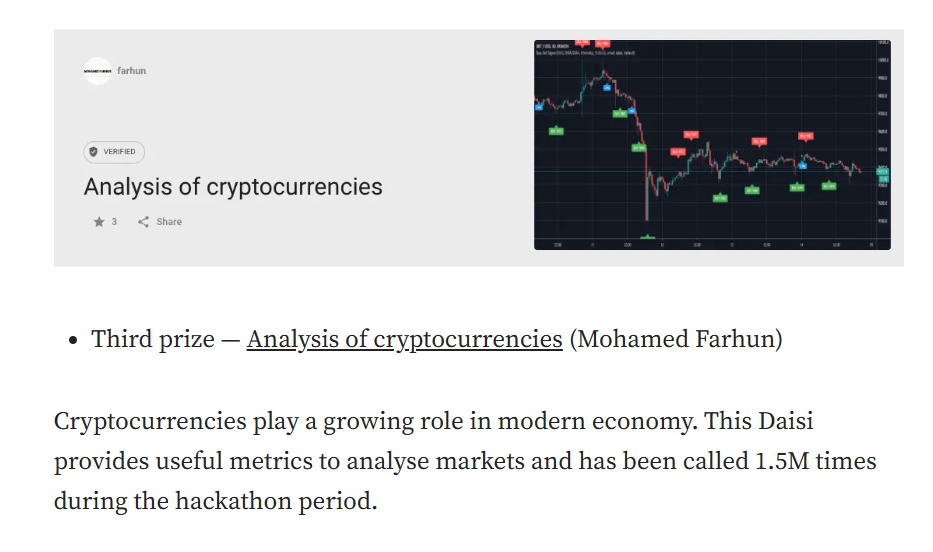 MOHAMED FARHUN
farhun
VERIFIED
Analysis of cryptocurrencies
3
Share
Third prize — Analysis of cryptocurrencies (Mohamed Farhun)
Cryptocurrencies play a growing role in modern economy. This Daisi
provides useful metrics to analyse markets and has been called 1.5M times
during the hackathon period.